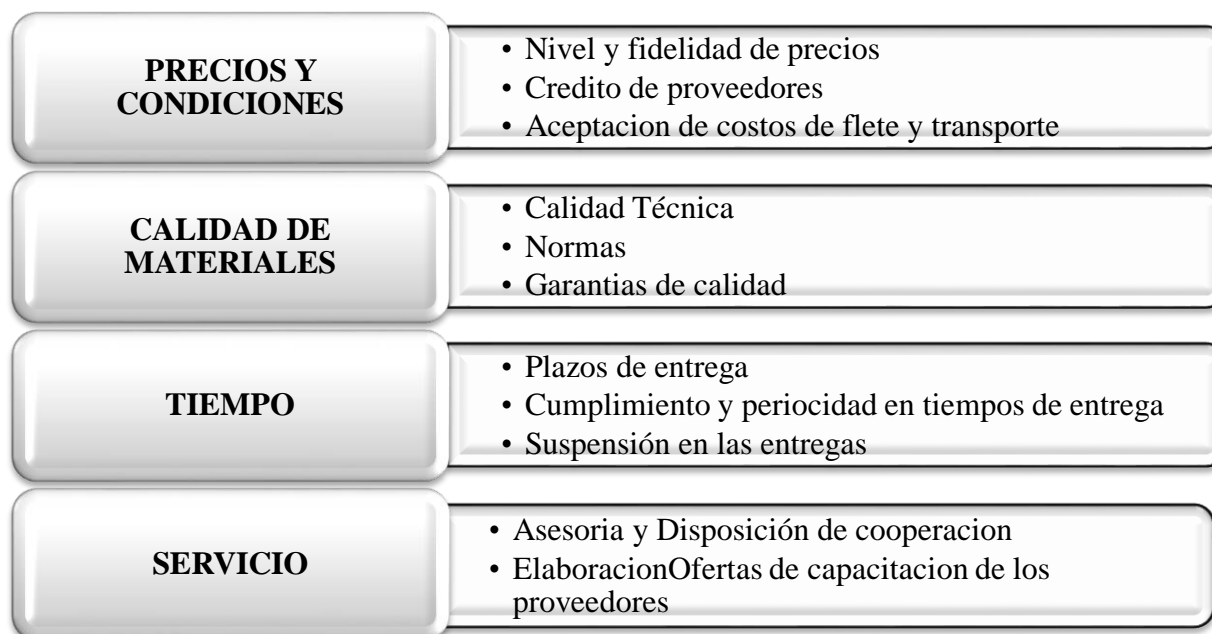 PRECIOS Y
CONDICIONES
• Nivel y fidelidad de precios
• Credito de proveedores
• Aceptacion de costos de flete y transporte
CALIDAD DE
MATERIALES
• Calidad Técnica
• Normas
• Garantias de calidad
TIEMPO
• Plazos de entrega
• Cumplimiento y periocidad en tiempos de entrega
• Suspensión en las entregas
SERVICIO
• Asesoria y Disposición de cooperacion
• ElaboracionOfertas de capacitacion de los
proveedores